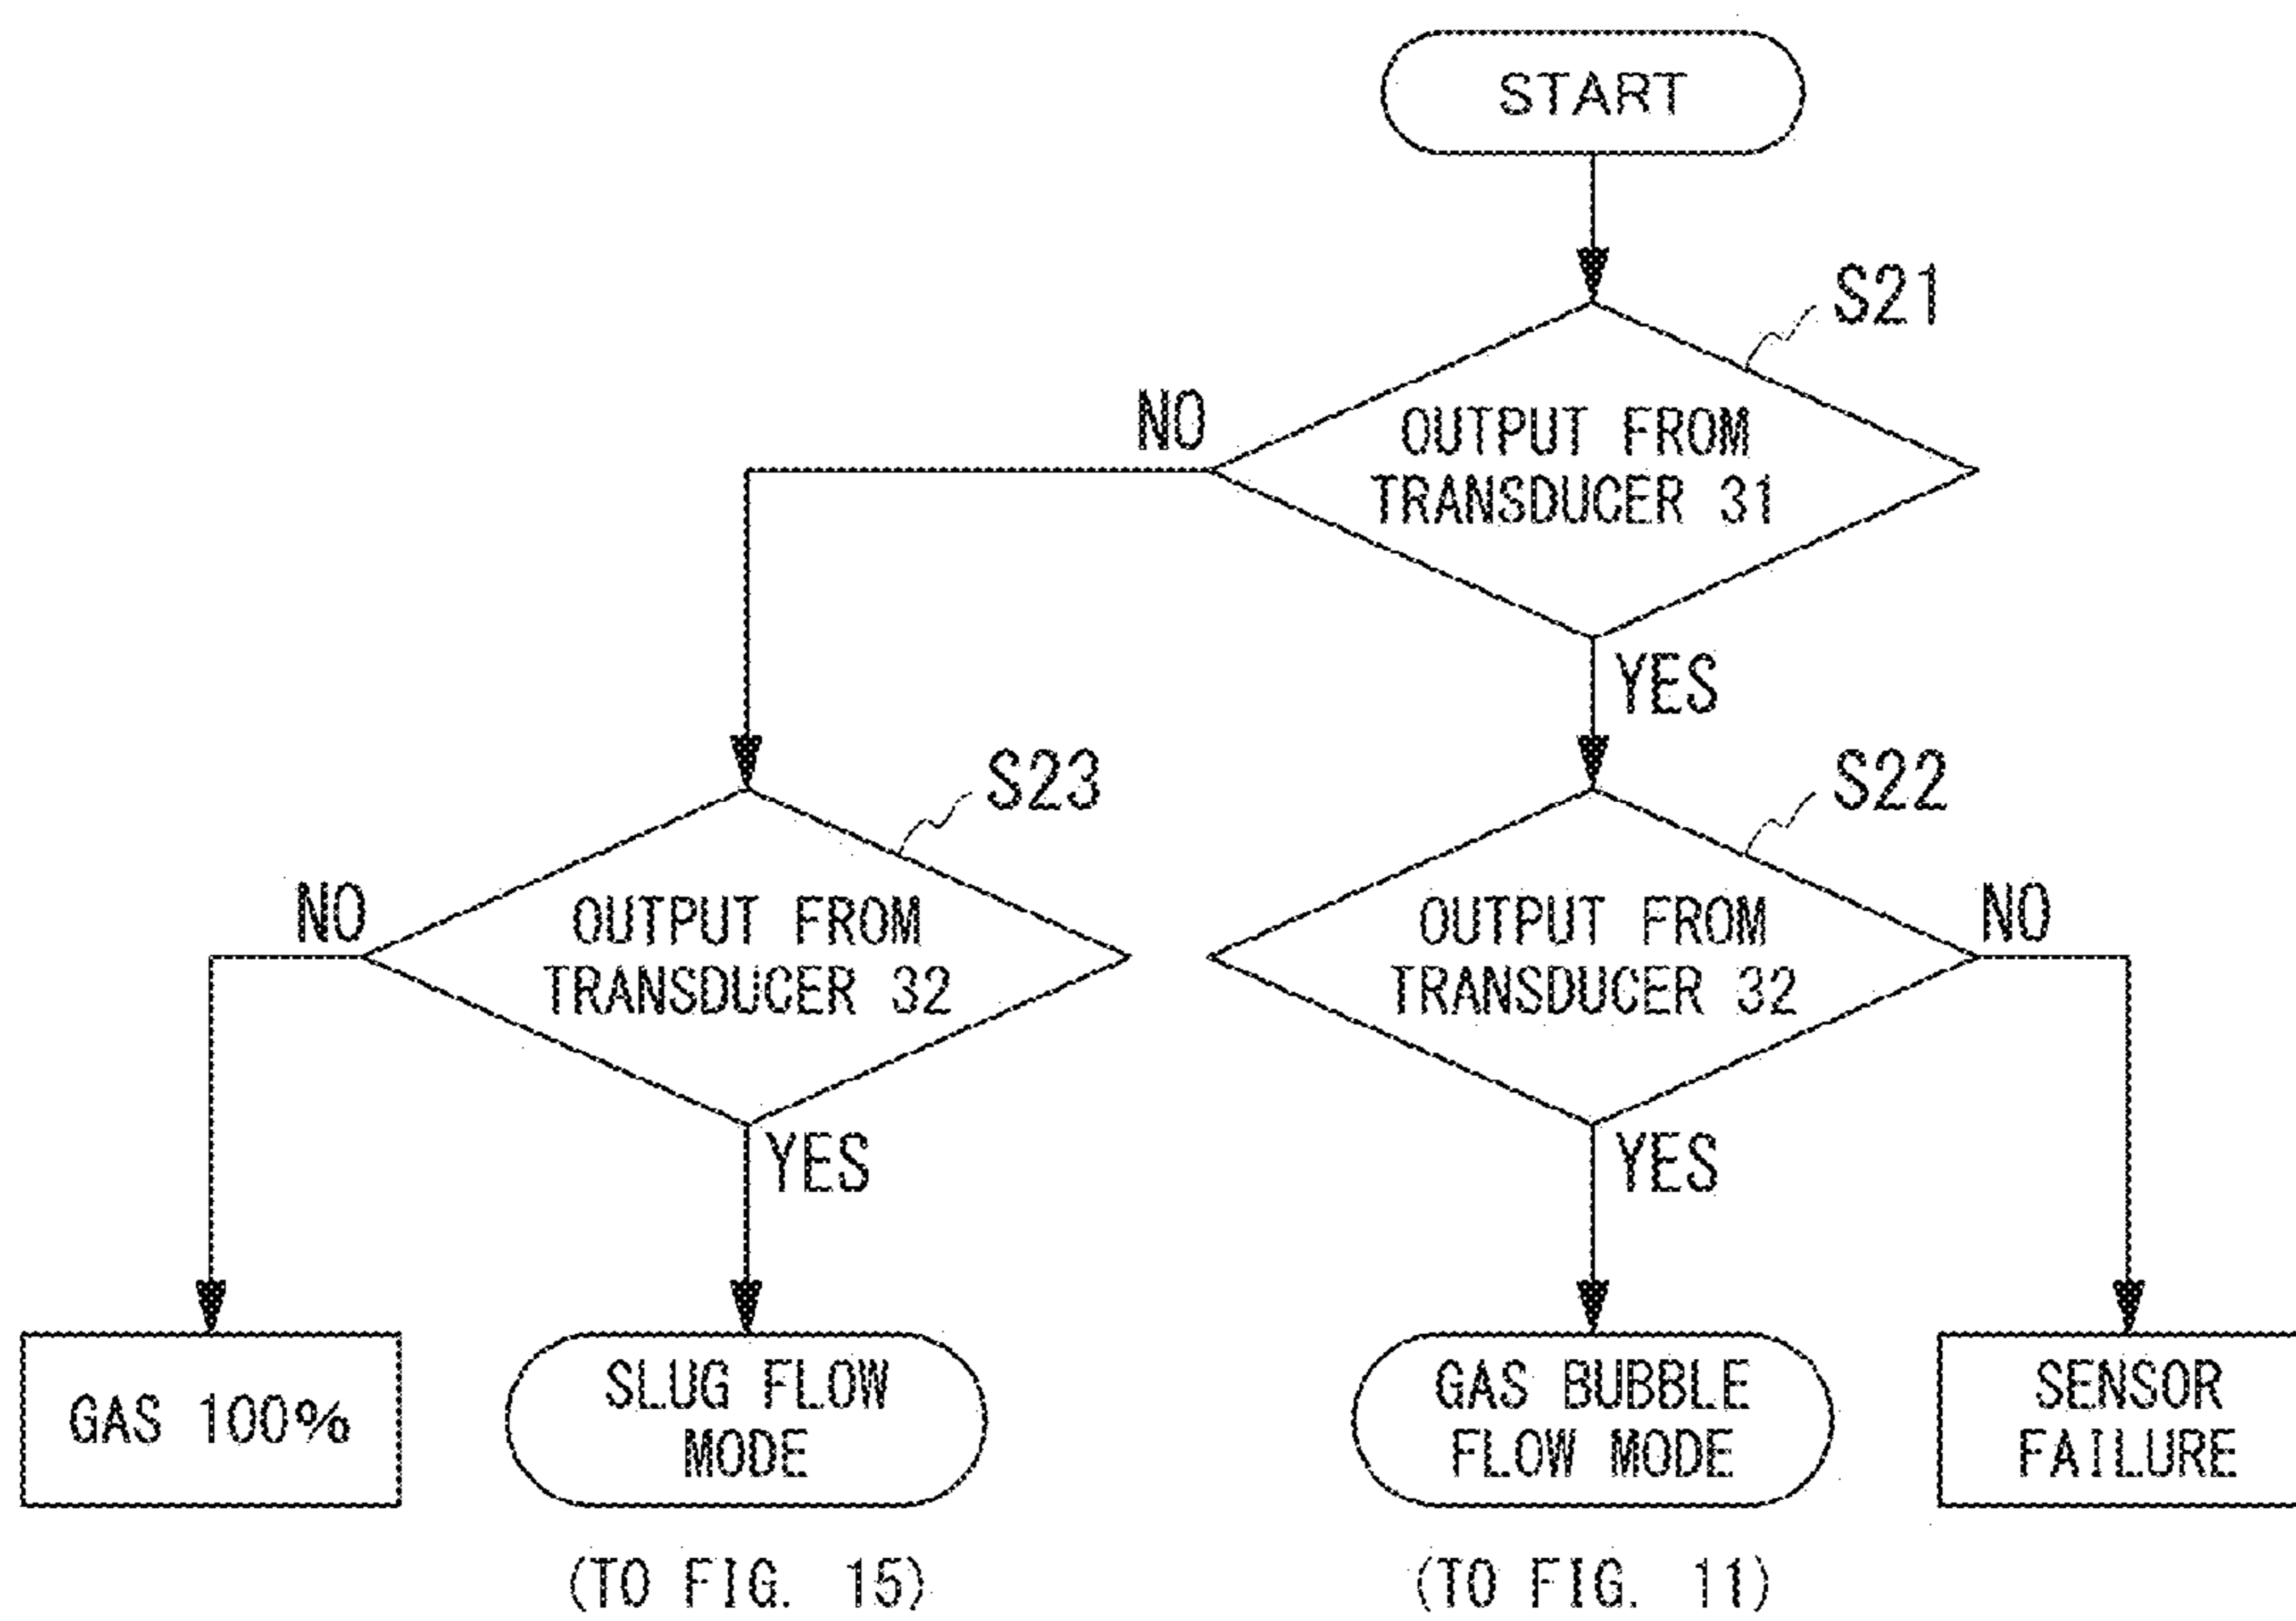 START
S21
NO
OUTPUT FROM
TRANSDUCER 31
YES
S23
S22
NO
OUTPUT FROM
TRANSDUCER 32
OUTPUT FROM
TRANSDUCER 32
NO
YES
YES
GAS 100%
SLUG FLOW
MODE
GAS BUBBLE
FLOW MODE
SENSOR
FAILURE
(TO FIG. 15)
(TO FIG. 11)